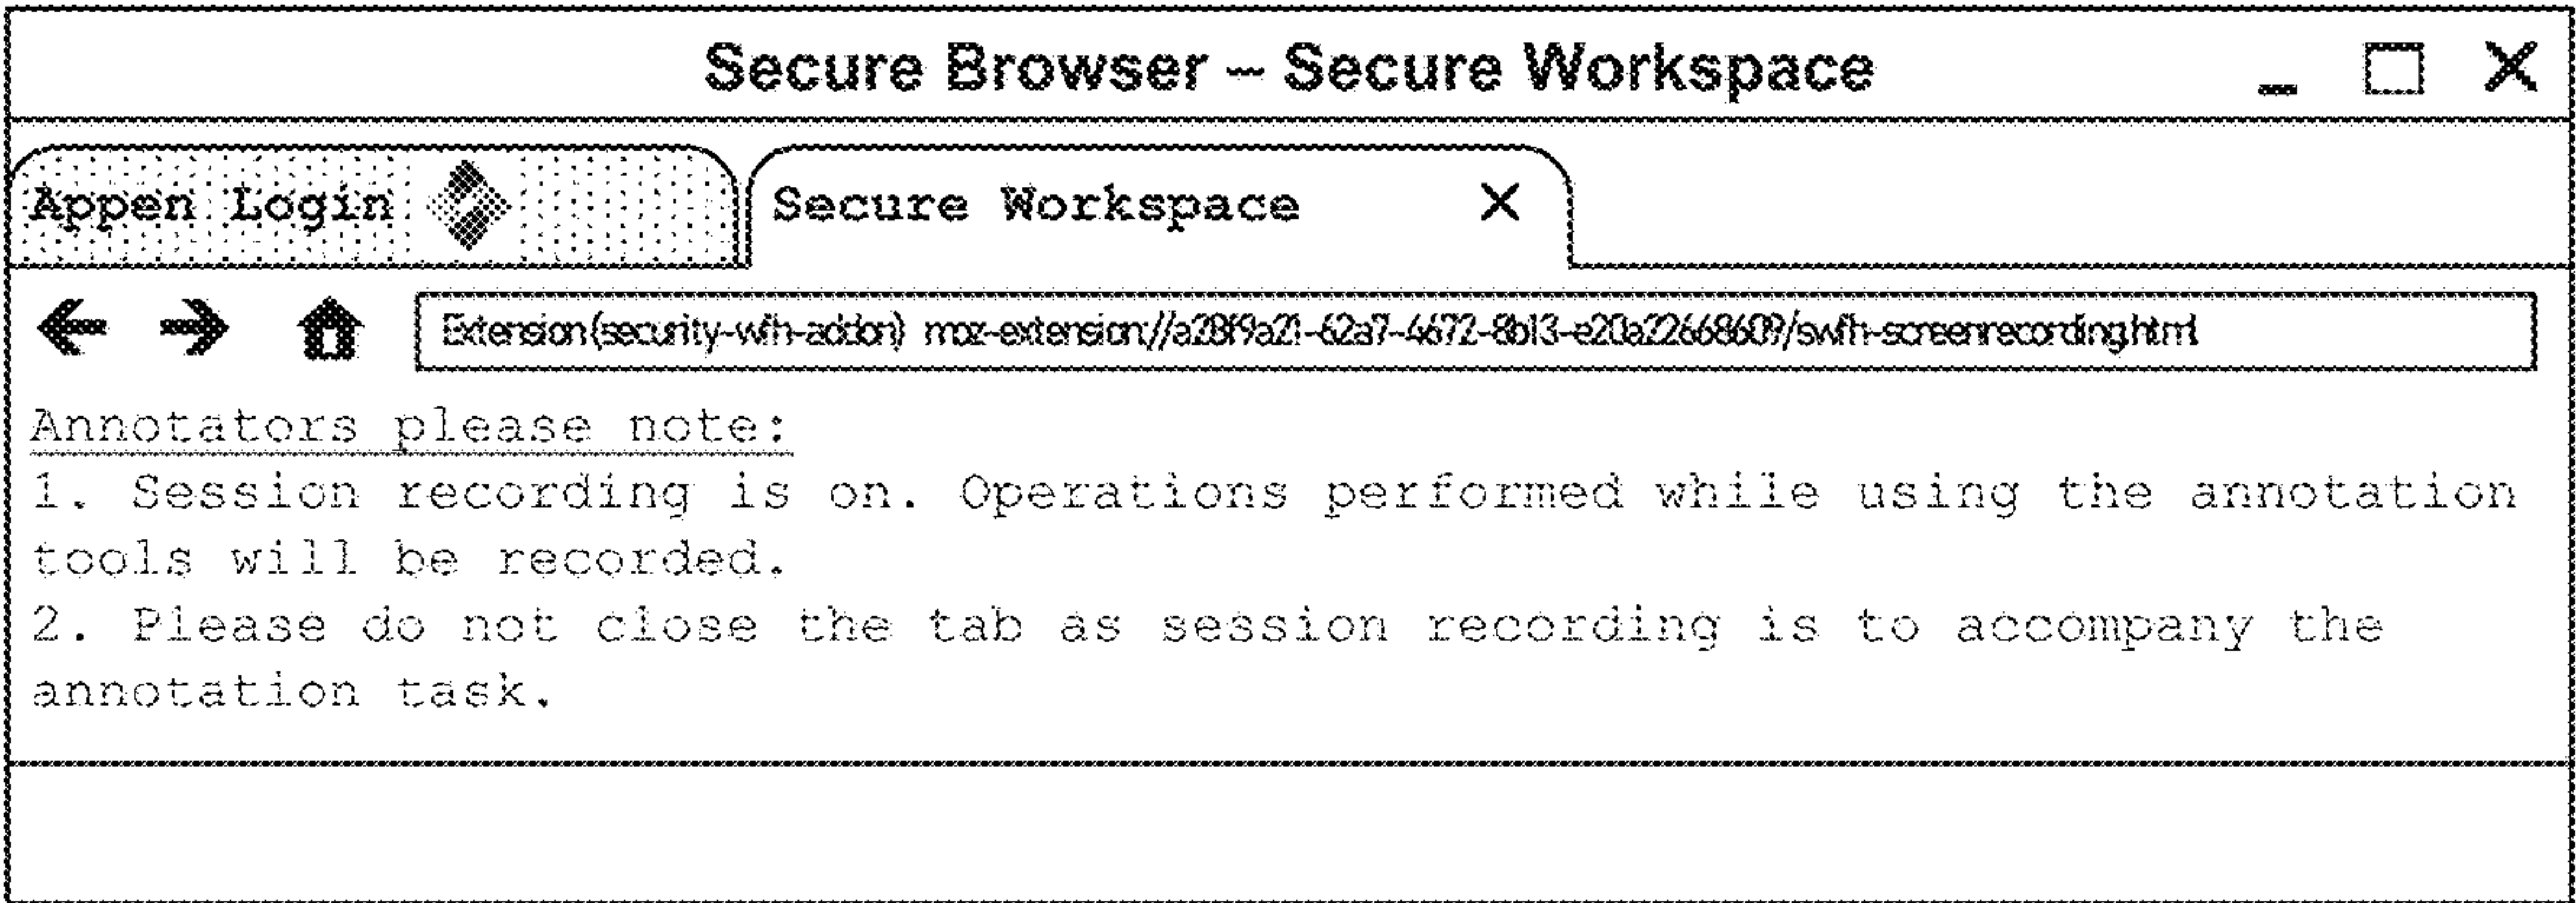 Secure Browser – Secure Workspace
Appen Login
Secure Workspace
Extension (security-wfh-addon) moz-extension://a28f9a21-62a7-4672-8b13-e20a22668609/swfh-screenrecording.html
Annotators please note:
1. Session recording is on. Operations performed while using the annotation
tools will be recorded.
2. Please do not close the tab as session recording is to accompany the
annotation task.